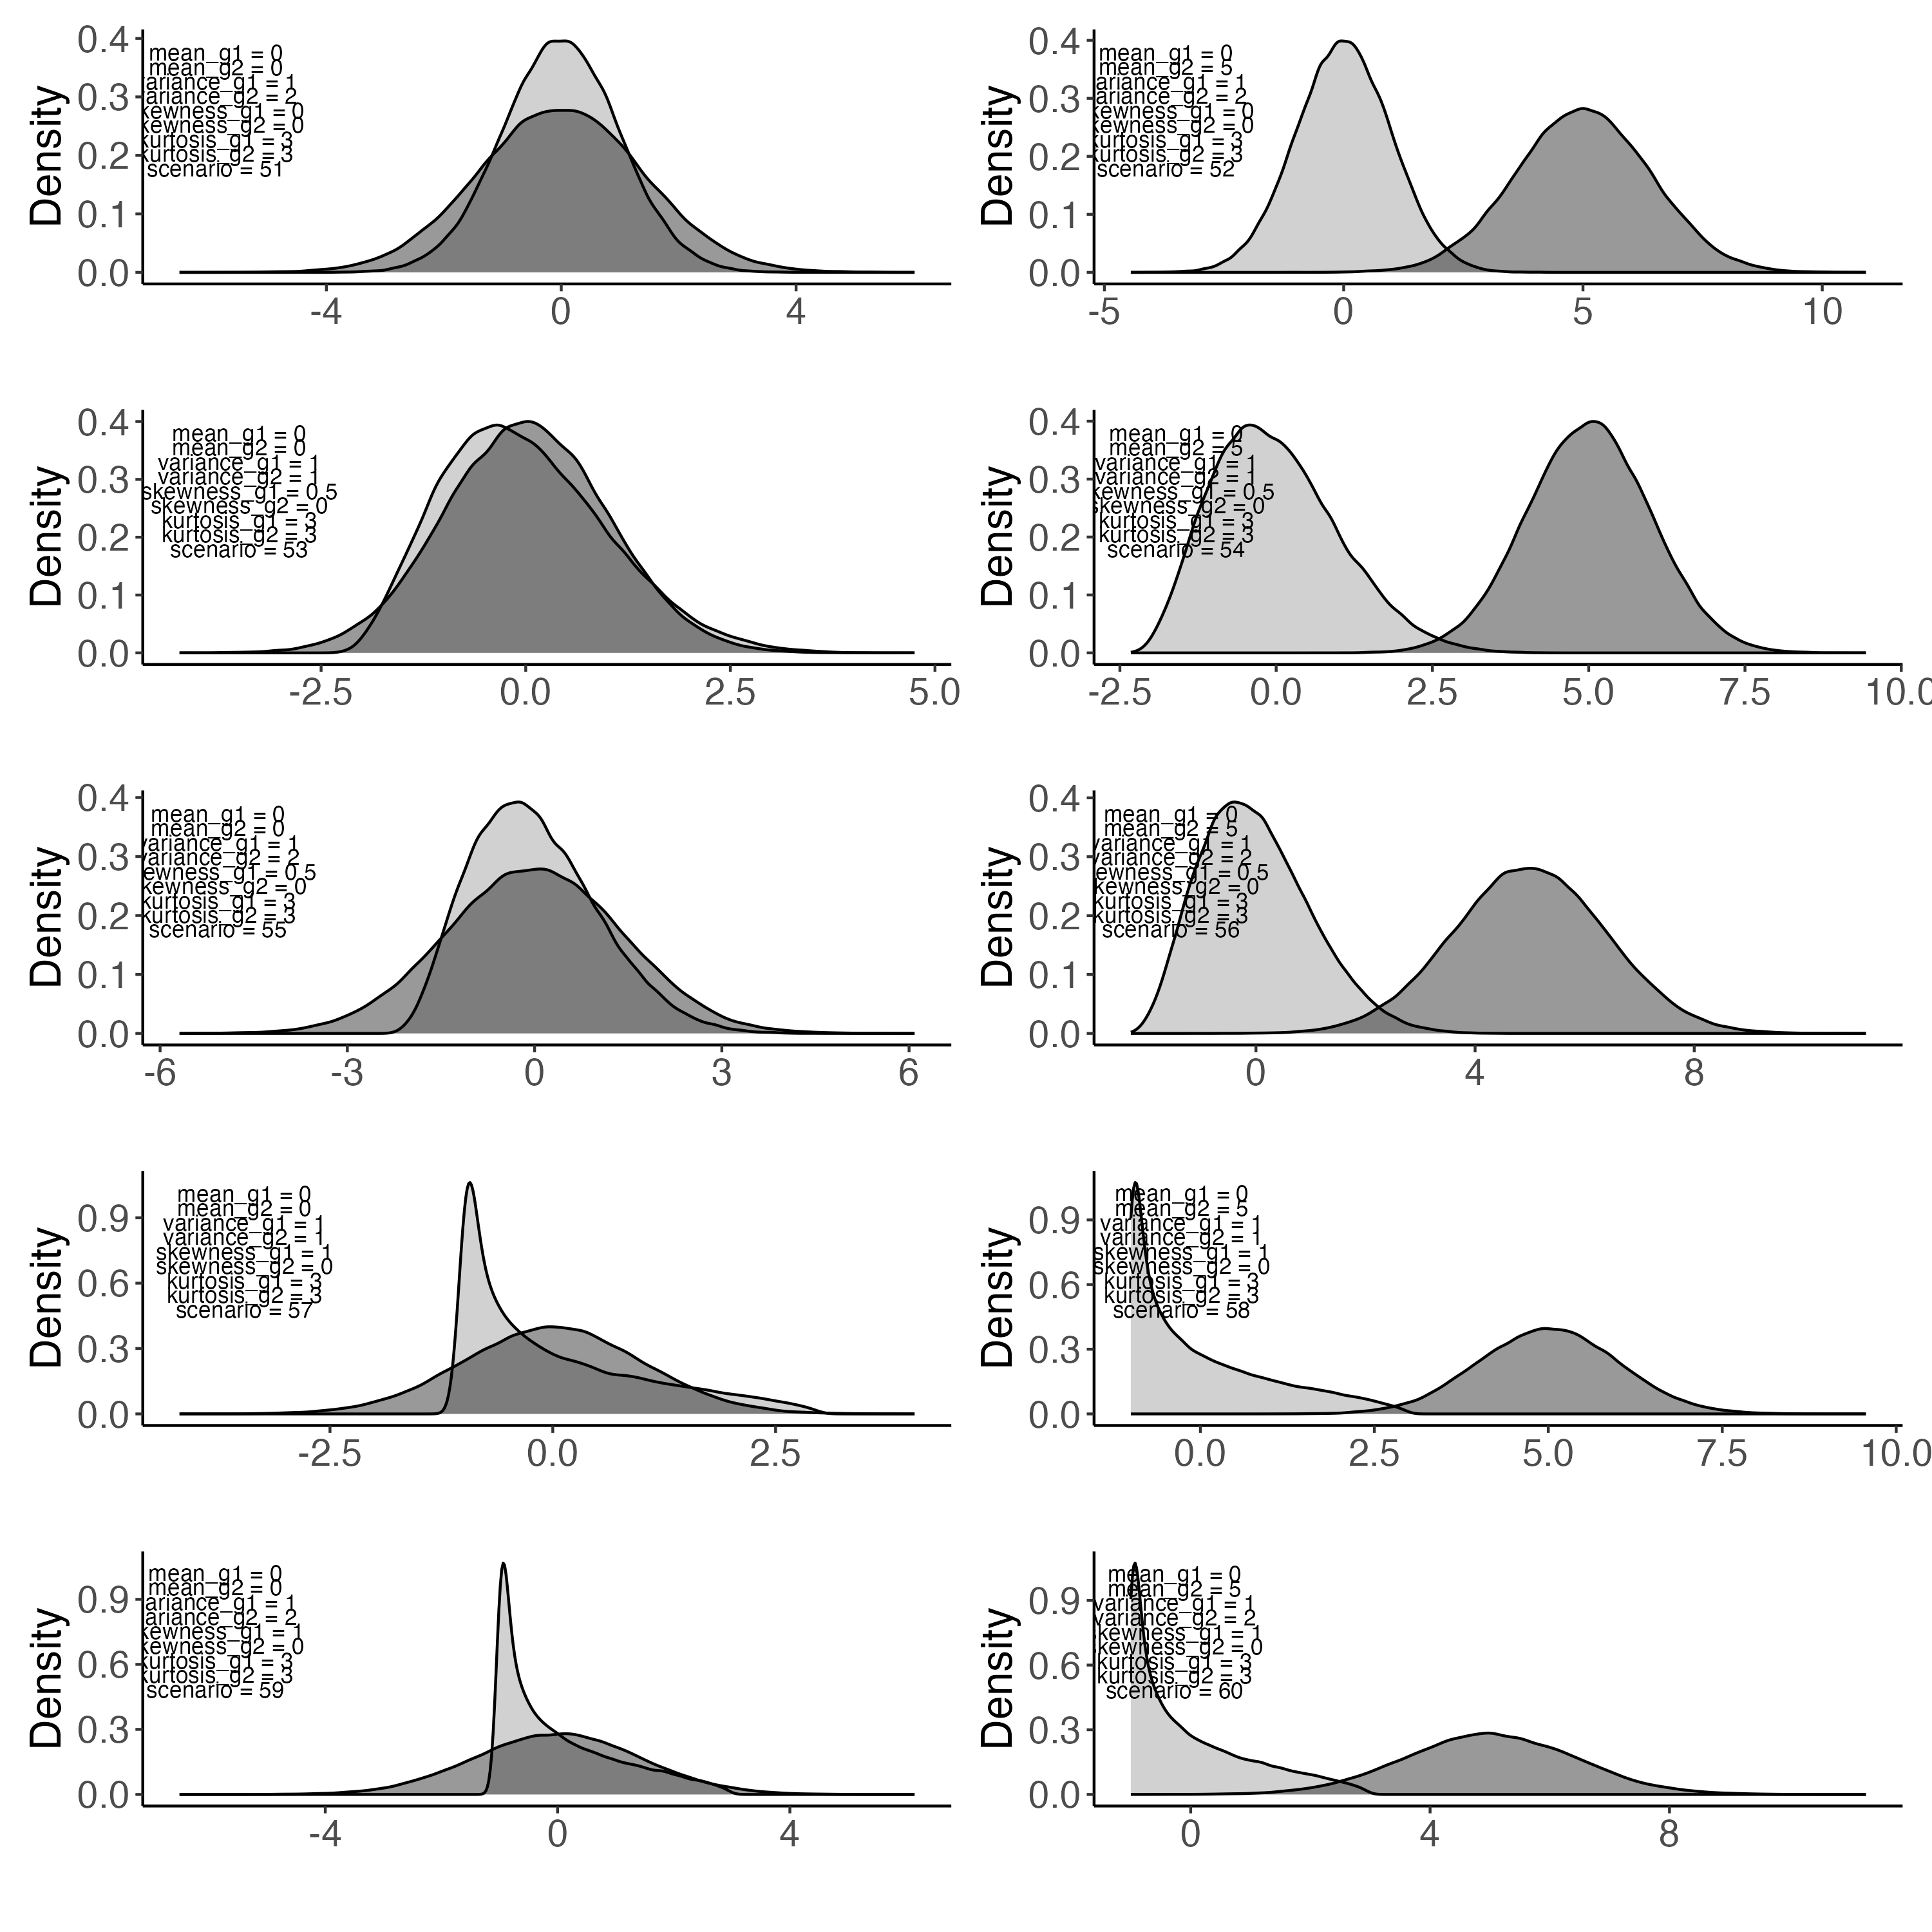 Density
0.4
0.3
0.2
0.1
0.0
mean_g1 = 0
mean_g2 = 0
ariance_g1 = 1
ariance_g2 = 2
kewness_g1 = 0
kewness_g2 = 0
kurtosis_g1 = 3
kurtosis_g2 = 3
scenario = 51
-4 0 4
Density
0.4
0.3
0.2
0.1
0.0
mean_g1 = 0
mean_g2 = 5
ariance_g1 = 1
ariance_g2 = 2
kewness_g1 = 0
kewness_g2 = 0
kurtosis_g1 = 3
kurtosis_g2 = 3
scenario = 52
-5 0 5 10
Density
0.4
0.3
0.2
0.1
0.0
mean_g1 = 0
mean_g2 = 0
variance_g1 = 1
variance_g2 = 1
skewness_g1 = 0.5
skewness_g2 = 0
kurtosis_g1 = 3
kurtosis_g2 = 3
scenario = 53
-2.5 0.0 2.5 5.0
Density
0.4
0.3
0.2
0.1
0.0
mean_g1 = 0
mean_g2 = 5
variance_g1 = 1
variance_g2 = 1
kewness_g1 = 0.5
skewness_g2 = 0
kurtosis_g1 = 3
kurtosis_g2 = 3
scenario = 54
-2.5 0.0 2.5 5.0 7.5 10.0
Density
0.4
0.3
0.2
0.1
0.0
mean_g1 = 0
mean_g2 = 0
variance_g1 = 1
variance_g2 = 2
ewness_g1 = 0.5
kewness_g2 = 0
kurtosis_g1 = 3
kurtosis_g2 = 3
scenario = 55
-6 -3 0 3 6
Density
0.4
0.3
0.2
0.1
0.0
mean_g1 = 0
mean_g2 = 5
variance_g1 = 1
variance_g2 = 2
ewness_g1 = 0.5
kewness_g2 = 0
kurtosis_g1 = 3
kurtosis_g2 = 3
scenario = 56
0 4 8
Density
0.9
0.6
0.3
0.0
mean_g1 = 0
mean_g2 = 0
variance_g1 = 1
variance_g2 = 1
skewness_g1 = 1
skewness_g2 = 0
kurtosis_g1 = 3
kurtosis_g2 = 3
scenario = 57
-2.5 0.0 2.5
Density
0.9
0.6
0.3
0.0
mean_g1 = 0
mean_g2 = 5
variance_g1 = 1
variance_g2 = 1
skewness_g1 = 1
skewness_g2 = 0
kurtosis_g1 = 3
kurtosis_g2 = 3
scenario = 58
0.0 2.5 5.0 7.5 10.0
Density
0.9
0.6
0.3
0.0
mean_g1 = 0
mean_g2 = 0
ariance_g1 = 1
ariance_g2 = 2
kewness_g1 = 1
kewness_g2 = 0
kurtosis_g1 = 3
kurtosis_g2 = 3
scenario = 59
-4 0 4
Density
0.9
0.6
0.3
0.0
mean_g1 = 0
mean_g2 = 5
variance_g1 = 1
variance_g2 = 2
skewness_g1 = 1
skewness_g2 = 0
kurtosis_g1 = 3
kurtosis_g2 = 3
scenario = 60
0 4 8